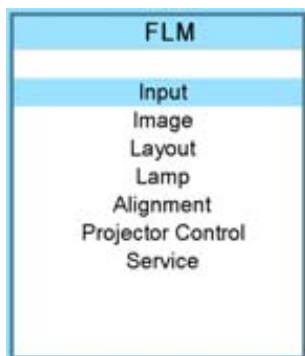 FLM
Input
Image
Layout
Lamp
Alignment
Projector Control
Service